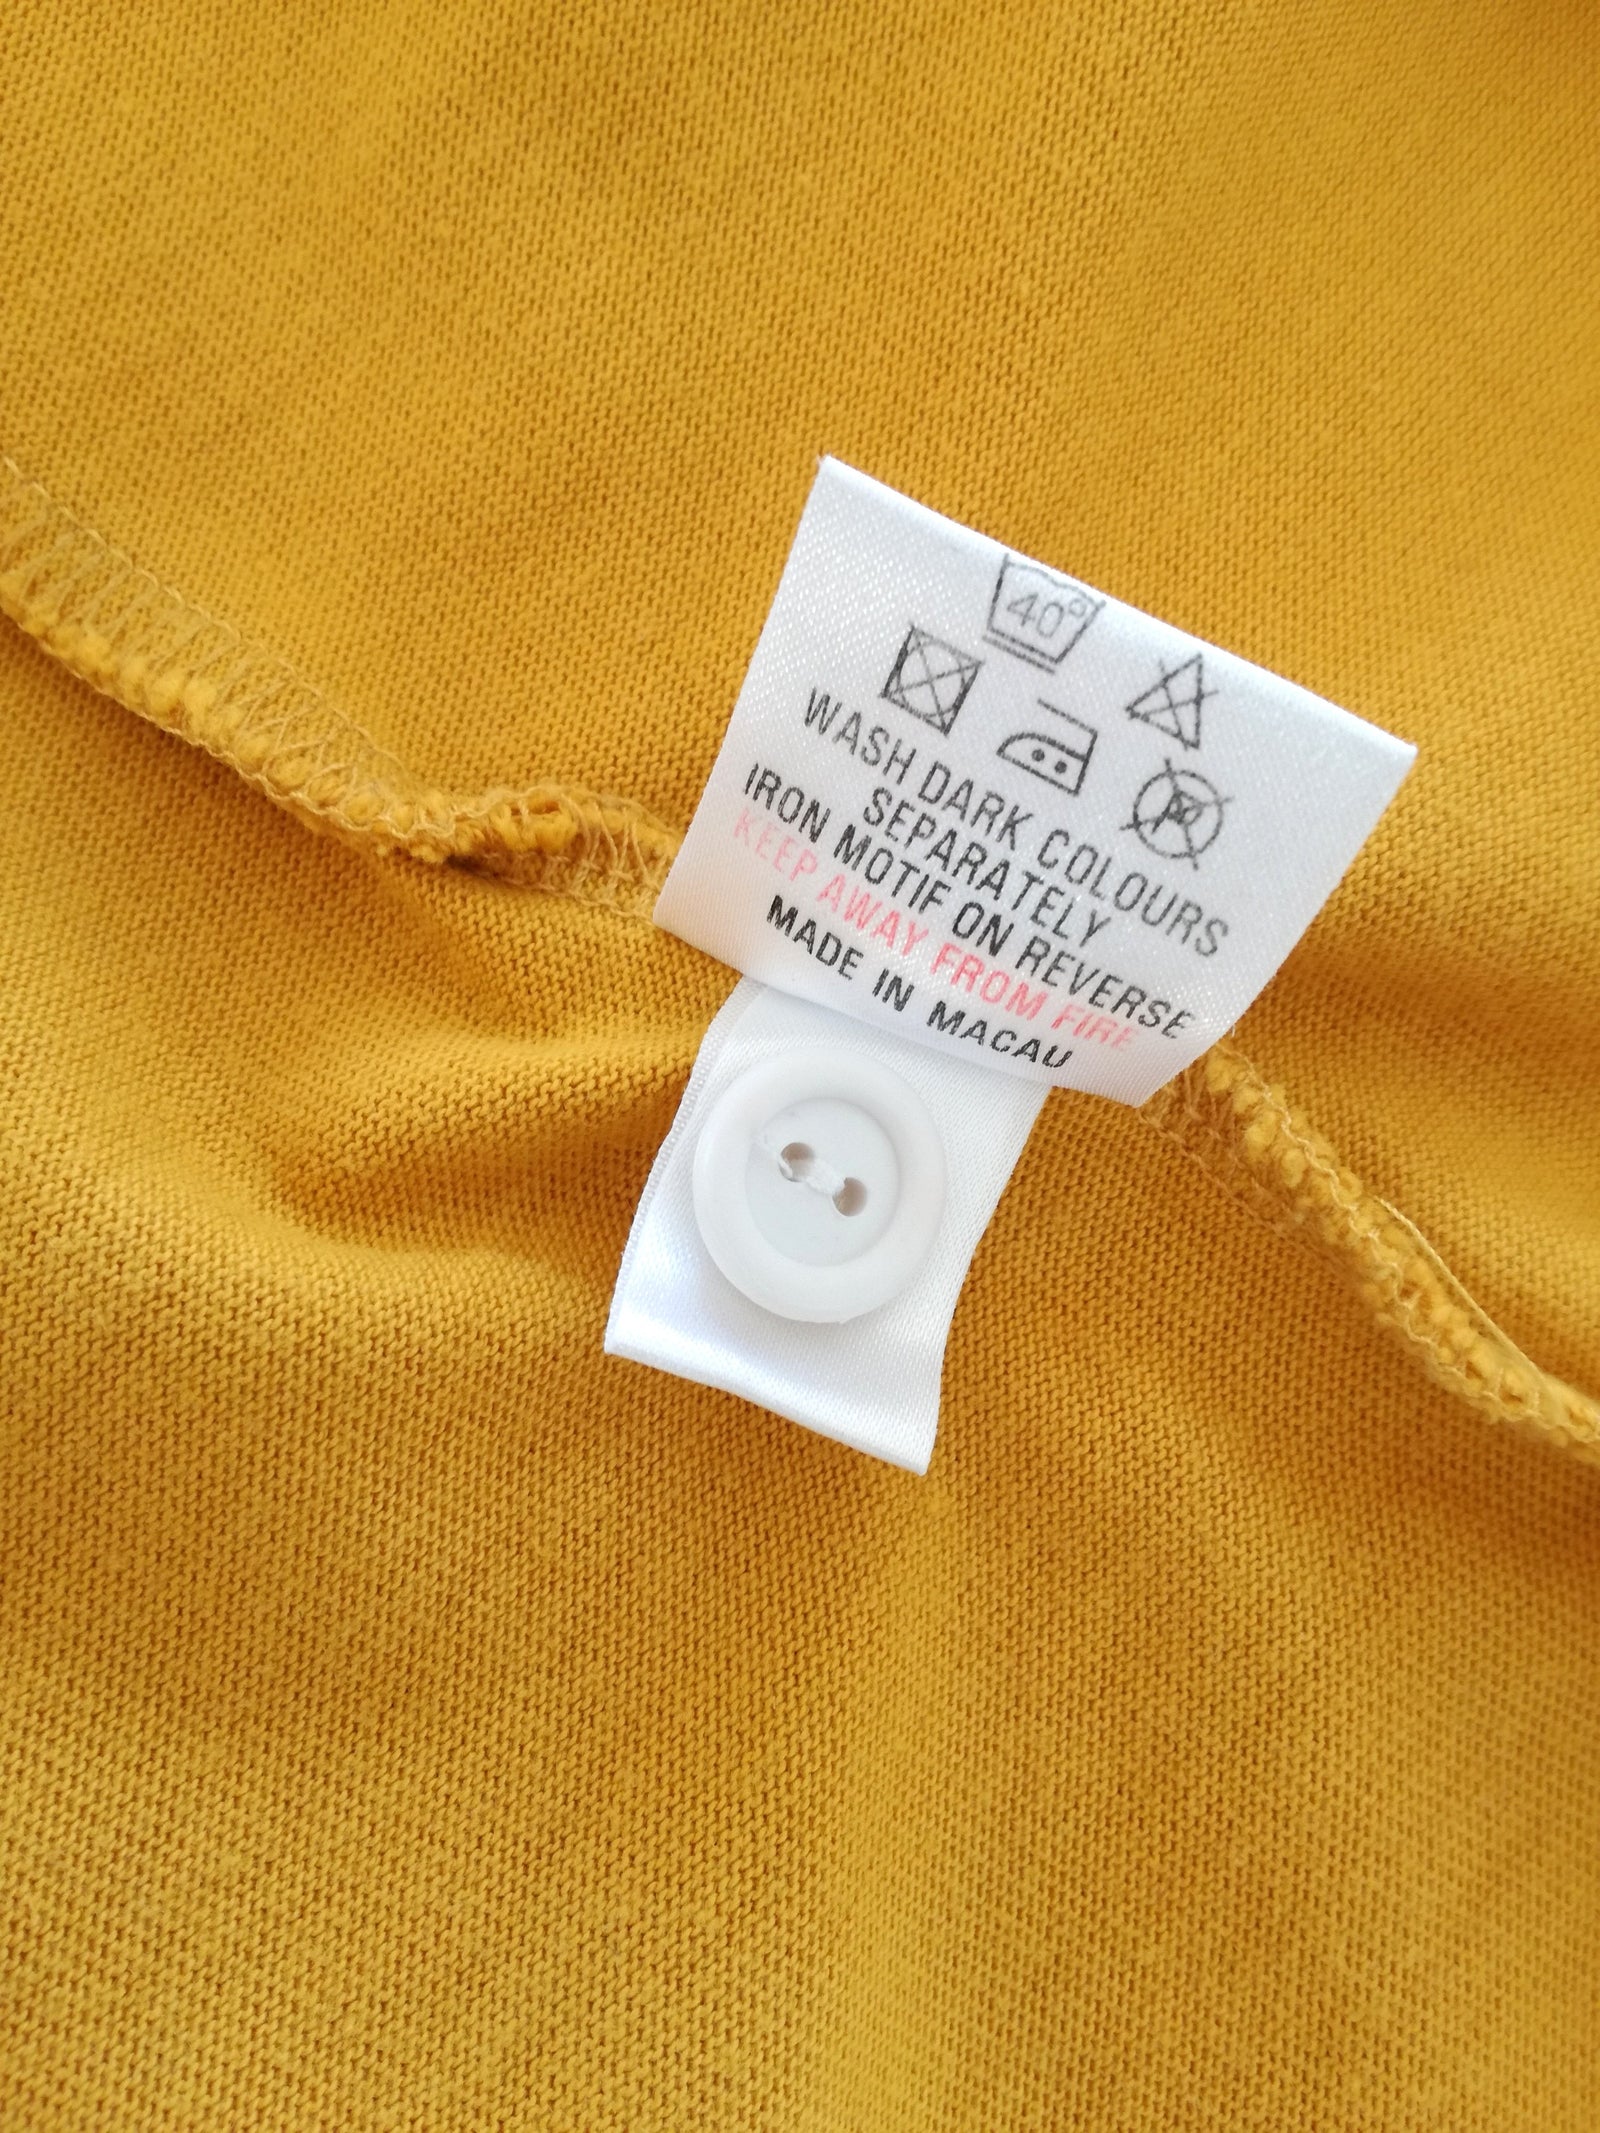 40°
P
WASH DARK COLOURS
SEPARATELY
IRON MOTIF ON REVERSE
KEEP AWAY FROM FIRE
MADE IN MACAU